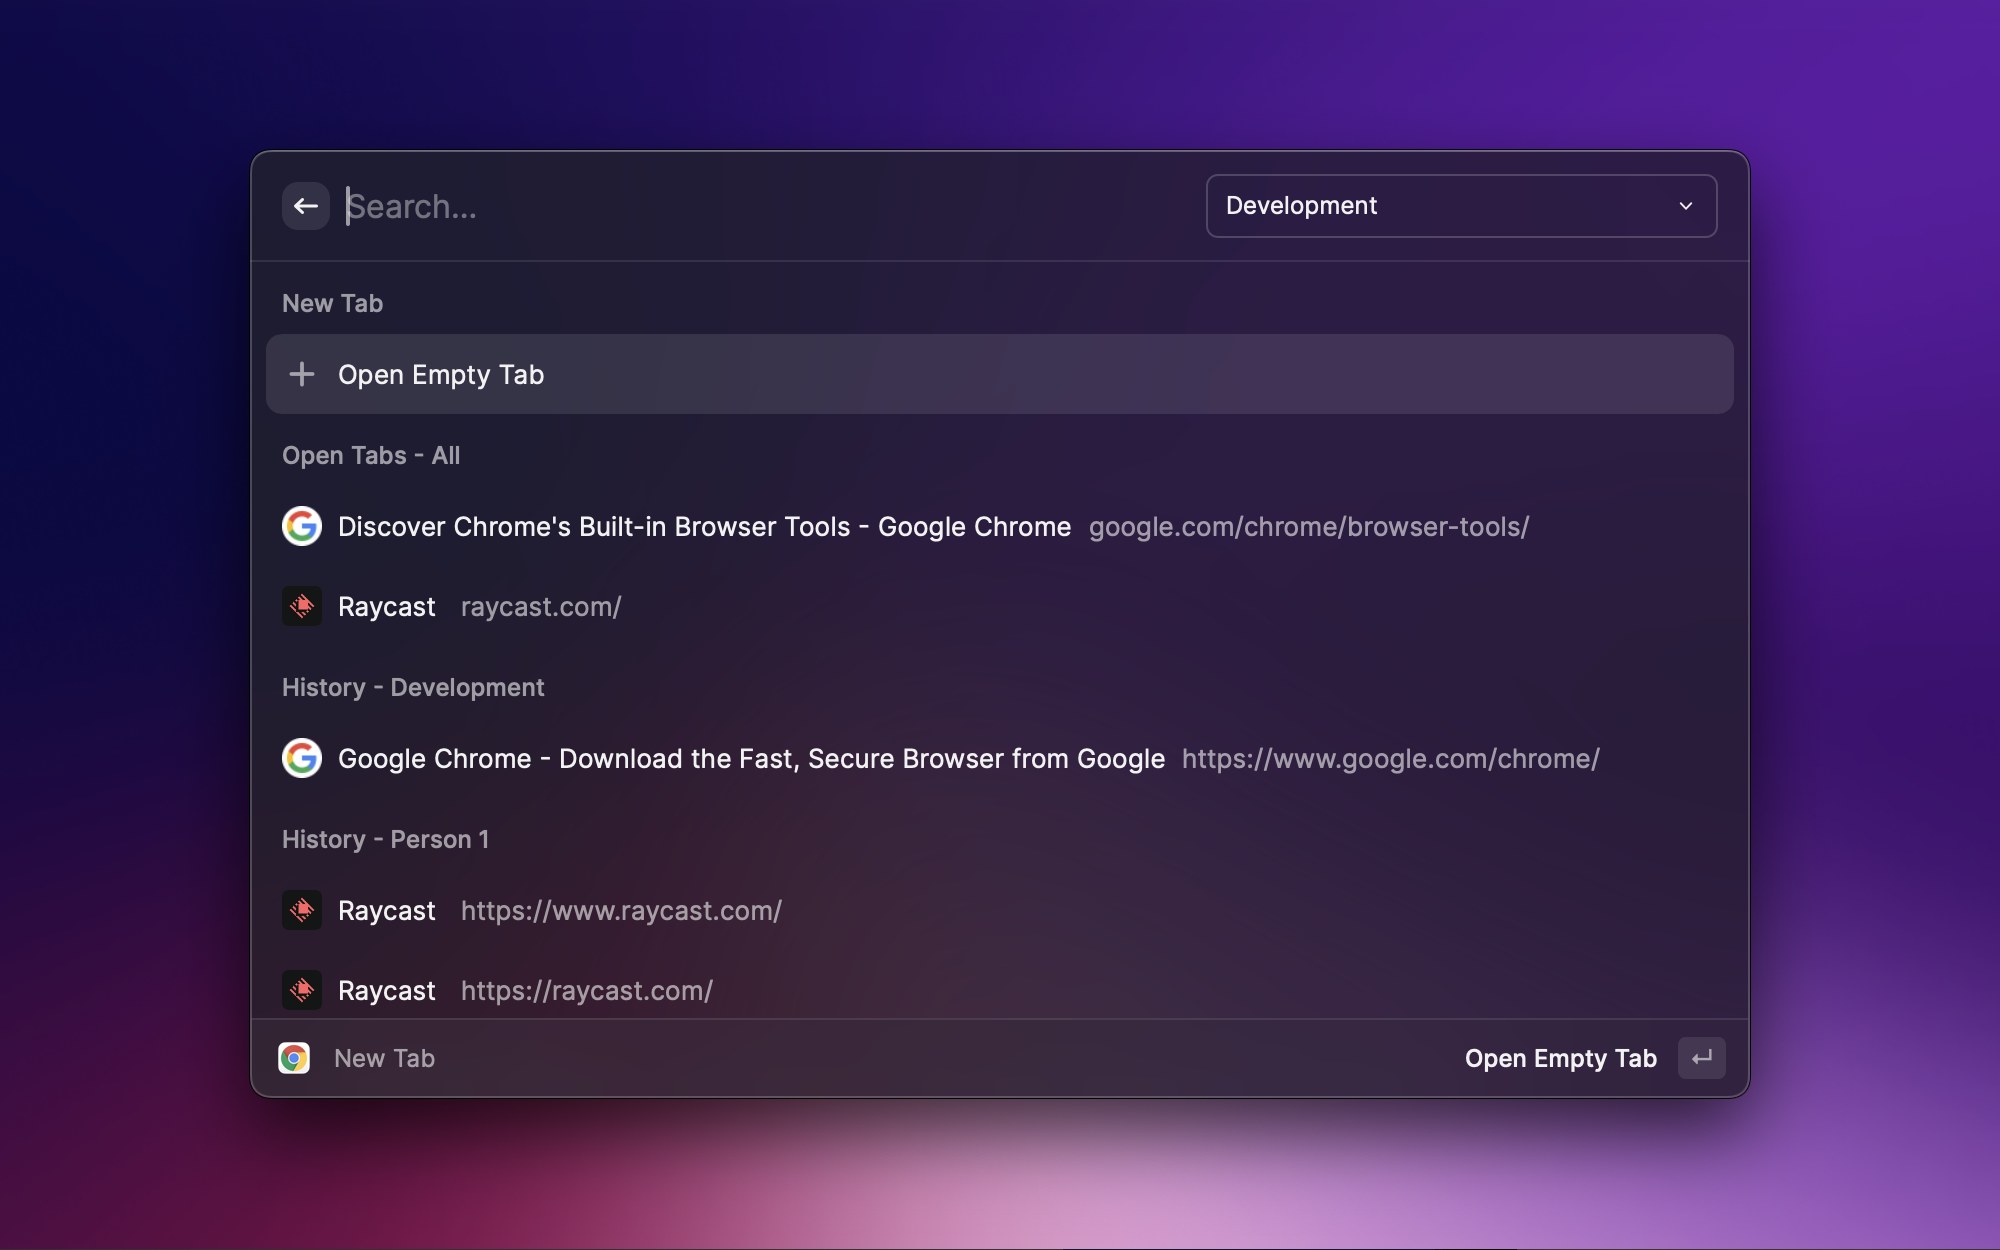 Search...
Development
New Tab
Open Empty Tab
Open Tabs - All
Discover Chrome's Built-in Browser Tools - Google Chrome google.com/chrome/browser-tools/
Raycast raycast.com/
History - Development
Google Chrome - Download the Fast, Secure Browser from Google https://www.google.com/chrome/
History - Person 1
Raycast https://www.raycast.com/
Raycast https://raycast.com/
New Tab
Open Empty Tab